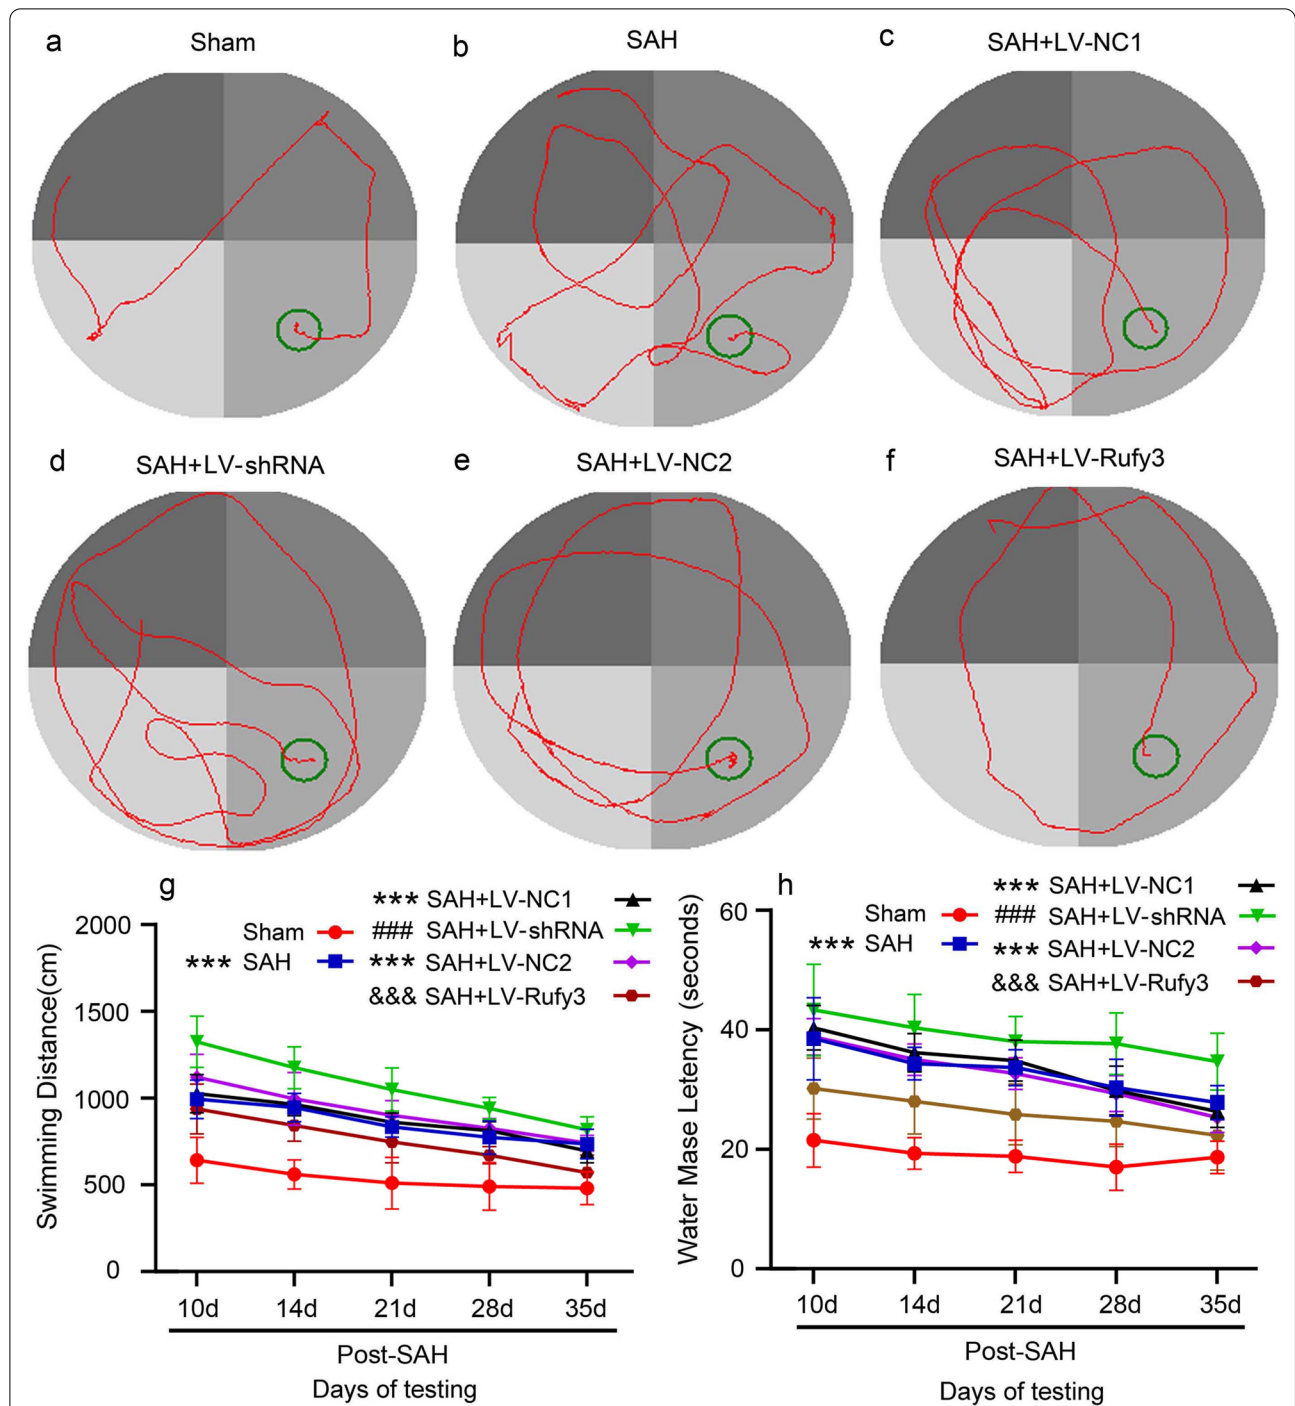 a Sham
b SAH
c SAH+LV-NC1
d SAH+LV-shRNA
e SAH+LV-NC2
f SAH+LV-Rufy3
g
*** SAH+LV-NC1
Sham ### SAH+LV-shRNA
*** SAH *** SAH+LV-NC2
&&& SAH+LV-Rufy3
Swimming Distance(cm)
2000
1500
1000
500
0
10d 14d 21d 28d 35d
Post-SAH
Days of testing
h
*** SAH+LV-NC1
Sham ### SAH+LV-shRNA
*** SAH *** SAH+LV-NC2
&&& SAH+LV-Rufy3
Water Mase Letency (seconds)
60
40
20
0
10d 14d 21d 28d 35d
Post-SAH
Days of testing